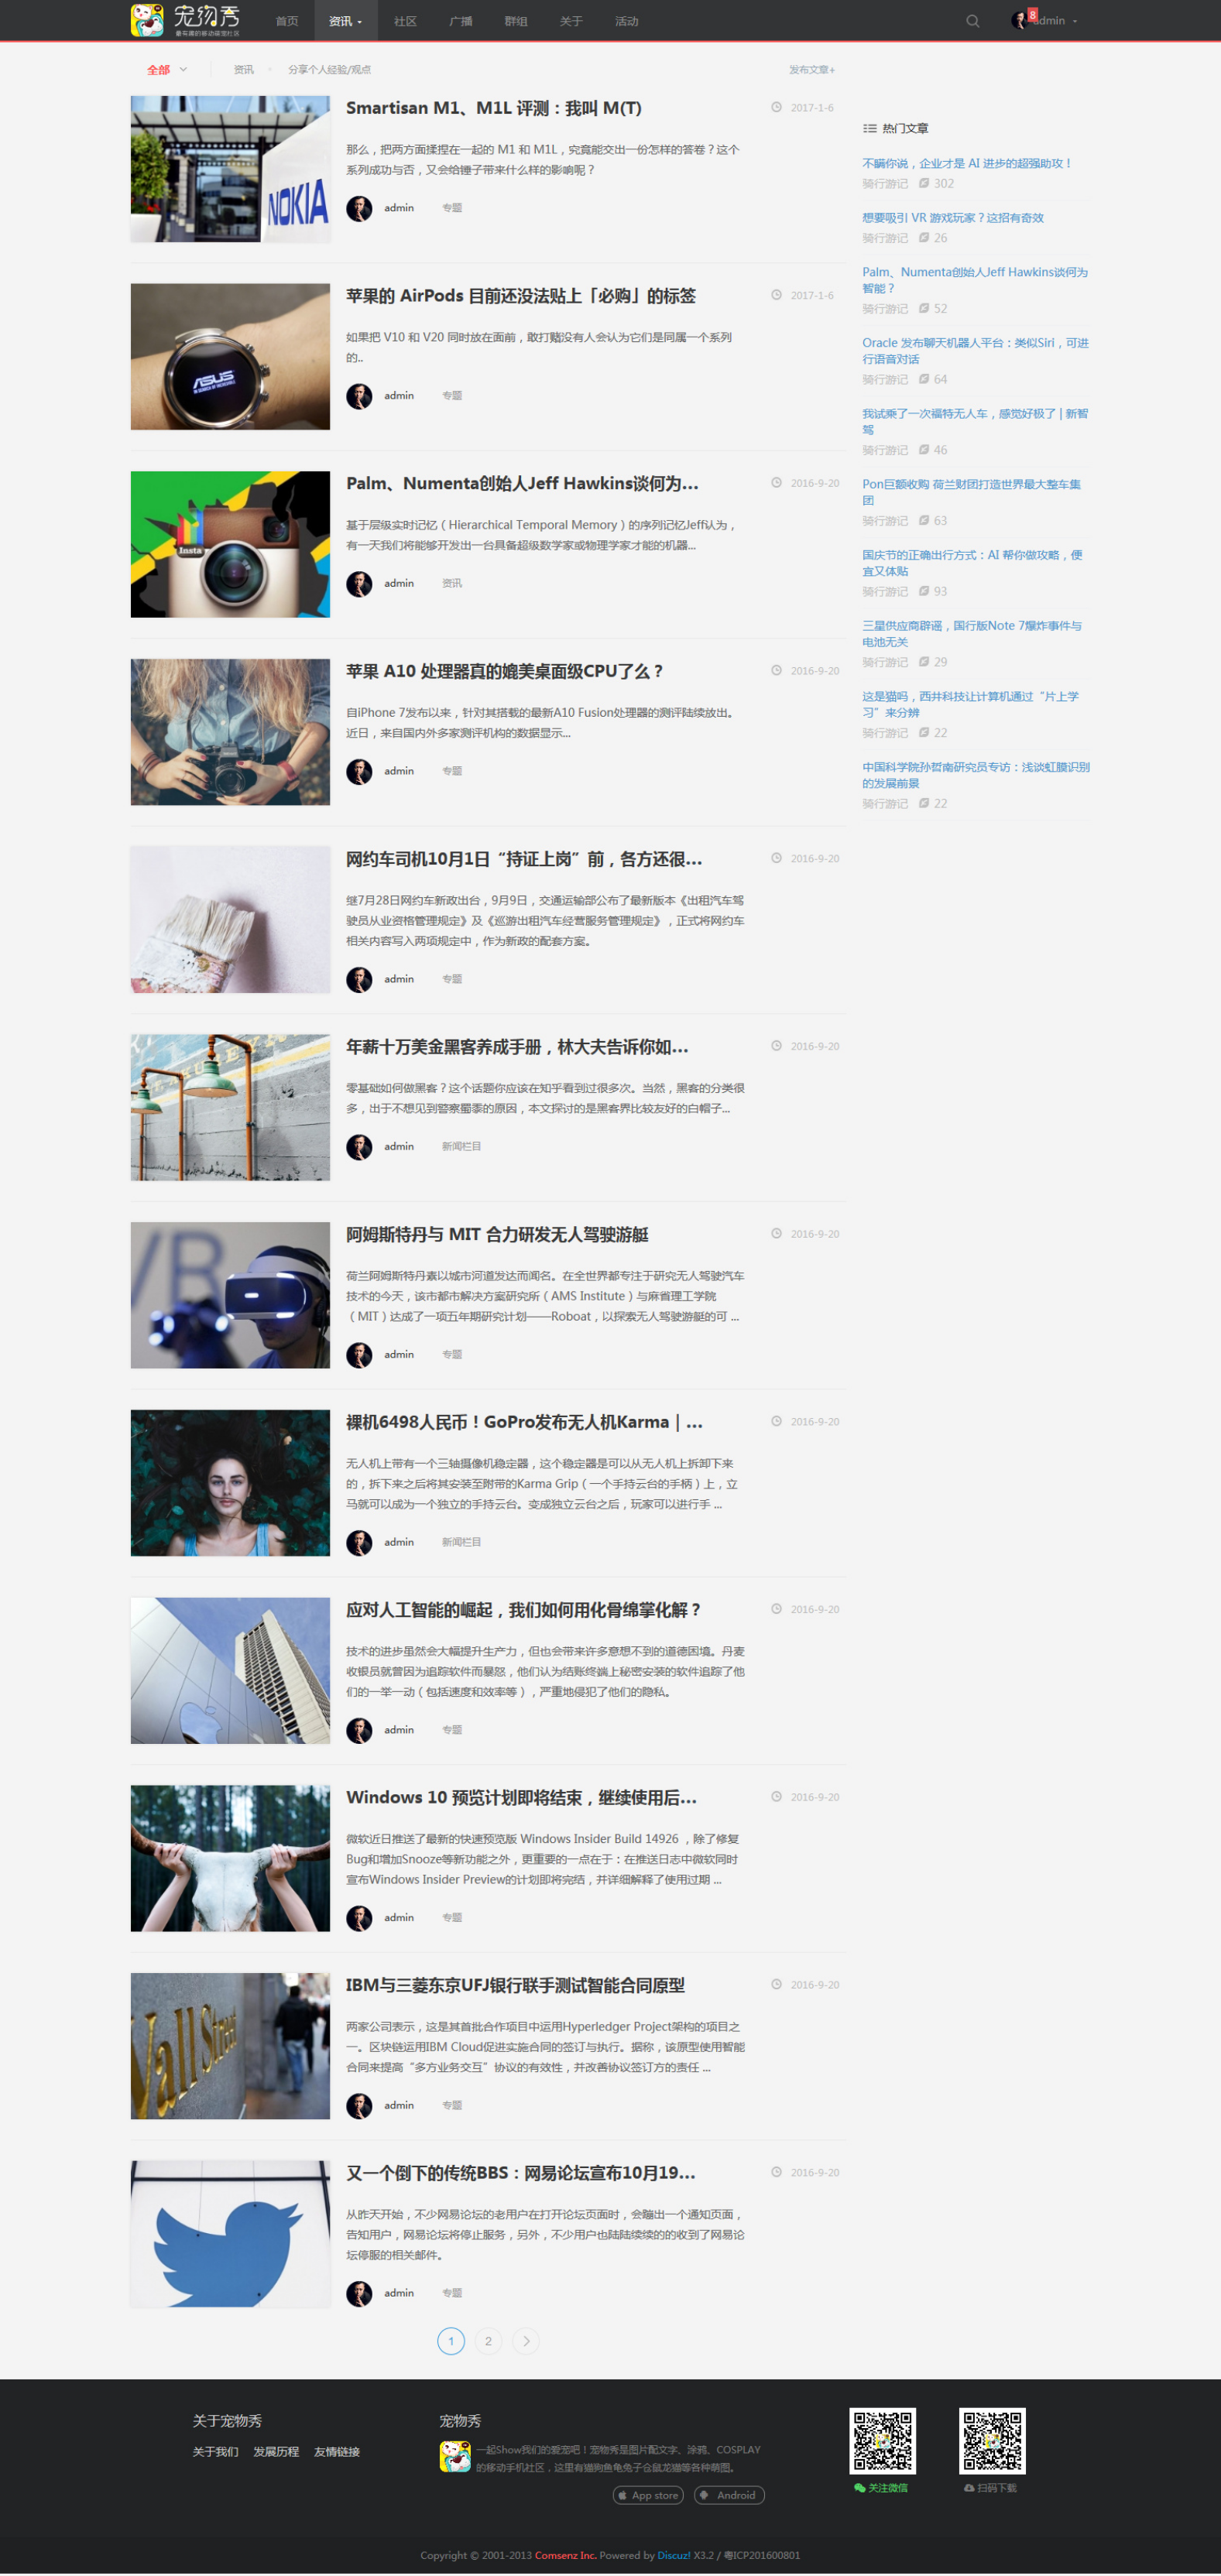 宠物秀
最有趣的移动萌宠社区
首页 资讯 社区 广播 群组 关于 活动
8
admin
全部 资讯 分享个人经验/观点 发布文章+
Smartisan M1、M1L 评测：我叫 M(T)
2017-1-6
那么，把两方面揉捏在一起的 M1 和 M1L，究竟能交出一份怎样的答卷？这个
系列成功与否，又会给锤子带来什么样的影响呢？
admin 专题
NOKIA
苹果的 AirPods 目前还没法贴上「必购」的标签
2017-1-6
如果把 V10 和 V20 同时放在面前，敢打赌没有人会认为它们是同属一个系列
的..
admin 专题
ASUS
Palm、Numenta创始人Jeff Hawkins谈何为...
2016-9-20
基于层级实时记忆（Hierarchical Temporal Memory）的序列记忆Jeff认为，
有一天我们将能够开发出一台具备超级数学家或物理学家才能的机器...
admin 资讯
Insta
苹果 A10 处理器真的媲美桌面级CPU了么？
2016-9-20
自iPhone 7发布以来，针对其搭载的最新A10 Fusion处理器的测评陆续放出。
近日，来自国内外多家测评机构的数据显示...
admin 专题
网约车司机10月1日“持证上岗”前，各方还很...
2016-9-20
继7月28日网约车新政出台，9月9日，交通运输部公布了最新版本《出租汽车驾
驶员从业资格管理规定》及《巡游出租汽车经营服务管理规定》，正式将网约车
相关内容写入两项规定中，作为新政的配套方案。
admin 专题
年薪十万美金黑客养成手册，林大夫告诉你如...
2016-9-20
零基础如何做黑客？这个话题你应该在知乎看到过很多次。当然，黑客的分类很
多，出于不想见到警察蜀黍的原因，本文探讨的是黑客界比较友好的白帽子...
admin 新闻栏目
阿姆斯特丹与 MIT 合力研发无人驾驶游艇
2016-9-20
荷兰阿姆斯特丹素以城市河道发达而闻名。在全世界都专注于研究无人驾驶汽车
技术的今天，该市都市解决方案研究所（AMS Institute）与麻省理工学院
（MIT）达成了一项五年期研究计划——Roboat，以探索无人驾驶游艇的可 ...
admin 专题
VR
裸机6498人民币！GoPro发布无人机Karma｜...
2016-9-20
无人机上带有一个三轴摄像机稳定器，这个稳定器是可以从无人机上拆卸下来
的，拆下来之后将其安装至附带的Karma Grip（一个手持云台的手柄）上，立
马就可以成为一个独立的手持云台。变成独立云台之后，玩家可以进行手 ...
admin 新闻栏目
应对人工智能的崛起，我们如何用化骨绵掌化解？
2016-9-20
技术的进步虽然会大幅提升生产力，但也会带来许多意想不到的道德困境。丹麦
收银员就曾因为追踪软件而暴怒，他们认为结账终端上秘密安装的软件追踪了他
们的一举一动（包括速度和效率等），严重地侵犯了他们的隐私。
admin 专题
Windows 10 预览计划即将结束，继续使用后...
2016-9-20
微软近日推送了最新的快速预览版 Windows Insider Build 14926 ，除了修复
Bug和增加Snooze等新功能之外，更重要的一点在于：在推送日志中微软同时
宣布Windows Insider Preview的计划即将完结，并详细解释了使用过期 ...
admin 专题
IBM与三菱东京UFJ银行联手测试智能合同原型
2016-9-20
两家公司表示，这是其首批合作项目中运用Hyperledger Project架构的项目之
一。区块链运用IBM Cloud促进实施合同的签订与执行。据称，该原型使用智能
合同来提高“多方业务交互”协议的有效性，并改善协议签订方的责任 ...
admin 专题
Wall Street
又一个倒下的传统BBS：网易论坛宣布10月19...
2016-9-20
从昨天开始，不少网易论坛的老用户在打开论坛页面时，会蹦出一个通知页面，
告知用户，网易论坛将停止服务，另外，不少用户也陆陆续续的的收到了网易论
坛停服的相关邮件。
admin 专题
1 2
热门文章
不瞒你说，企业才是 AI 进步的超强助攻！
骑行游记 302
想要吸引 VR 游戏玩家？这招有奇效
骑行游记 26
Palm、Numenta创始人Jeff Hawkins谈何为
智能？
骑行游记 52
Oracle 发布聊天机器人平台：类似Siri，可进
行语音对话
骑行游记 64
我试乘了一次福特无人车，感觉好极了 | 新智
驾
骑行游记 46
Pon巨额收购 荷兰财团打造世界最大整车集
团
骑行游记 63
国庆节的正确出行方式：AI 帮你做攻略，便
宜又体贴
骑行游记 93
三星供应商辟谣，国行版Note 7爆炸事件与
电池无关
骑行游记 29
这是猫吗，西井科技让计算机通过“片上学
习”来分辨
骑行游记 22
中国科学院孙哲南研究员专访：浅谈虹膜识别
的发展前景
骑行游记 22
关于宠物秀
关于我们 发展历程 友情链接
宠物秀
一起Show我们的爱宠吧！宠物秀是图片配文字、涂鸦、COSPLAY
的移动手机社区，这里有猫狗鱼龟兔子仓鼠龙猫等各种萌图。
App store Android
关注微信
扫码下载
Copyright © 2001-2013 Comsenz Inc. Powered by Discuz! X3.2 / 粤ICP201600801